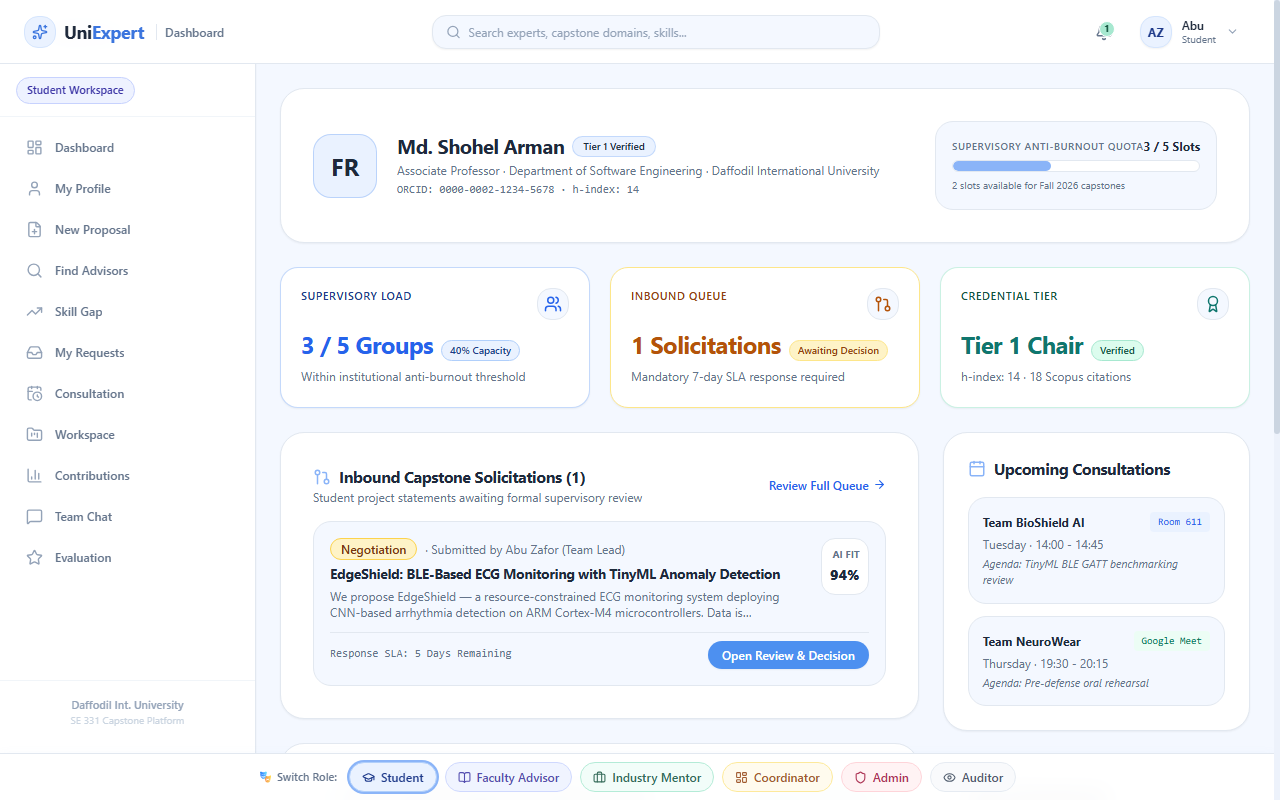 UniExpert
Dashboard
Search experts, capstone domains, skills...
1
AZ
Abu
Student
Student Workspace
Dashboard
My Profile
New Proposal
Find Advisors
Skill Gap
My Requests
Consultation
Workspace
Contributions
Team Chat
Evaluation
Daffodil Int. University
SE 331 Capstone Platform
FR
Md. Shohel Arman
Tier 1 Verified
Associate Professor · Department of Software Engineering · Daffodil International University
ORCID: 0000-0002-1234-5678 · h-index: 14
SUPERVISORY ANTI-BURNOUT QUOTA 3 / 5 Slots
2 slots available for Fall 2026 capstones
SUPERVISORY LOAD
3 / 5 Groups
40% Capacity
Within institutional anti-burnout threshold
INBOUND QUEUE
1 Solicitations
Awaiting Decision
Mandatory 7-day SLA response required
CREDENTIAL TIER
Tier 1 Chair
Verified
h-index: 14 · 18 Scopus citations
Inbound Capstone Solicitations (1)
Student project statements awaiting formal supervisory review
Review Full Queue →
Negotiation
· Submitted by Abu Zafor (Team Lead)
EdgeShield: BLE-Based ECG Monitoring with TinyML Anomaly Detection
We propose EdgeShield — a resource-constrained ECG monitoring system deploying
CNN-based arrhythmia detection on ARM Cortex-M4 microcontrollers. Data is...
AI FIT
94%
Response SLA: 5 Days Remaining
Open Review & Decision
Upcoming Consultations
Team BioShield AI
Room 611
Tuesday · 14:00 - 14:45
Agenda: TinyML BLE GATT benchmarking
review
Team NeuroWear
Google Meet
Thursday · 19:30 - 20:15
Agenda: Pre-defense oral rehearsal
Switch Role:
Student
Faculty Advisor
Industry Mentor
Coordinator
Admin
Auditor